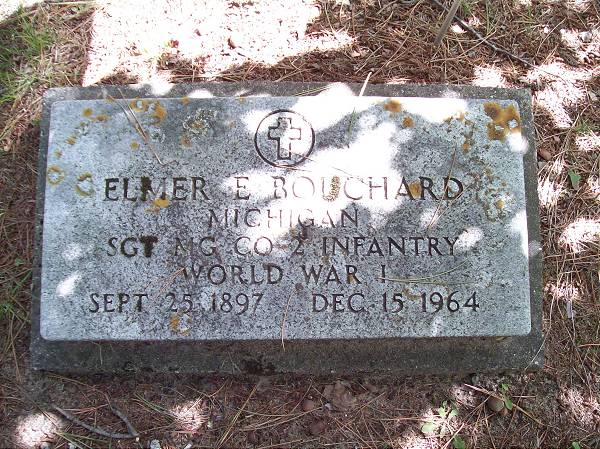 ELMER E BOUCHARD
MICHIGAN
SGT MG CO 2 INFANTRY
WORLD WAR I
SEPT 25 1897 DEC 15 1964